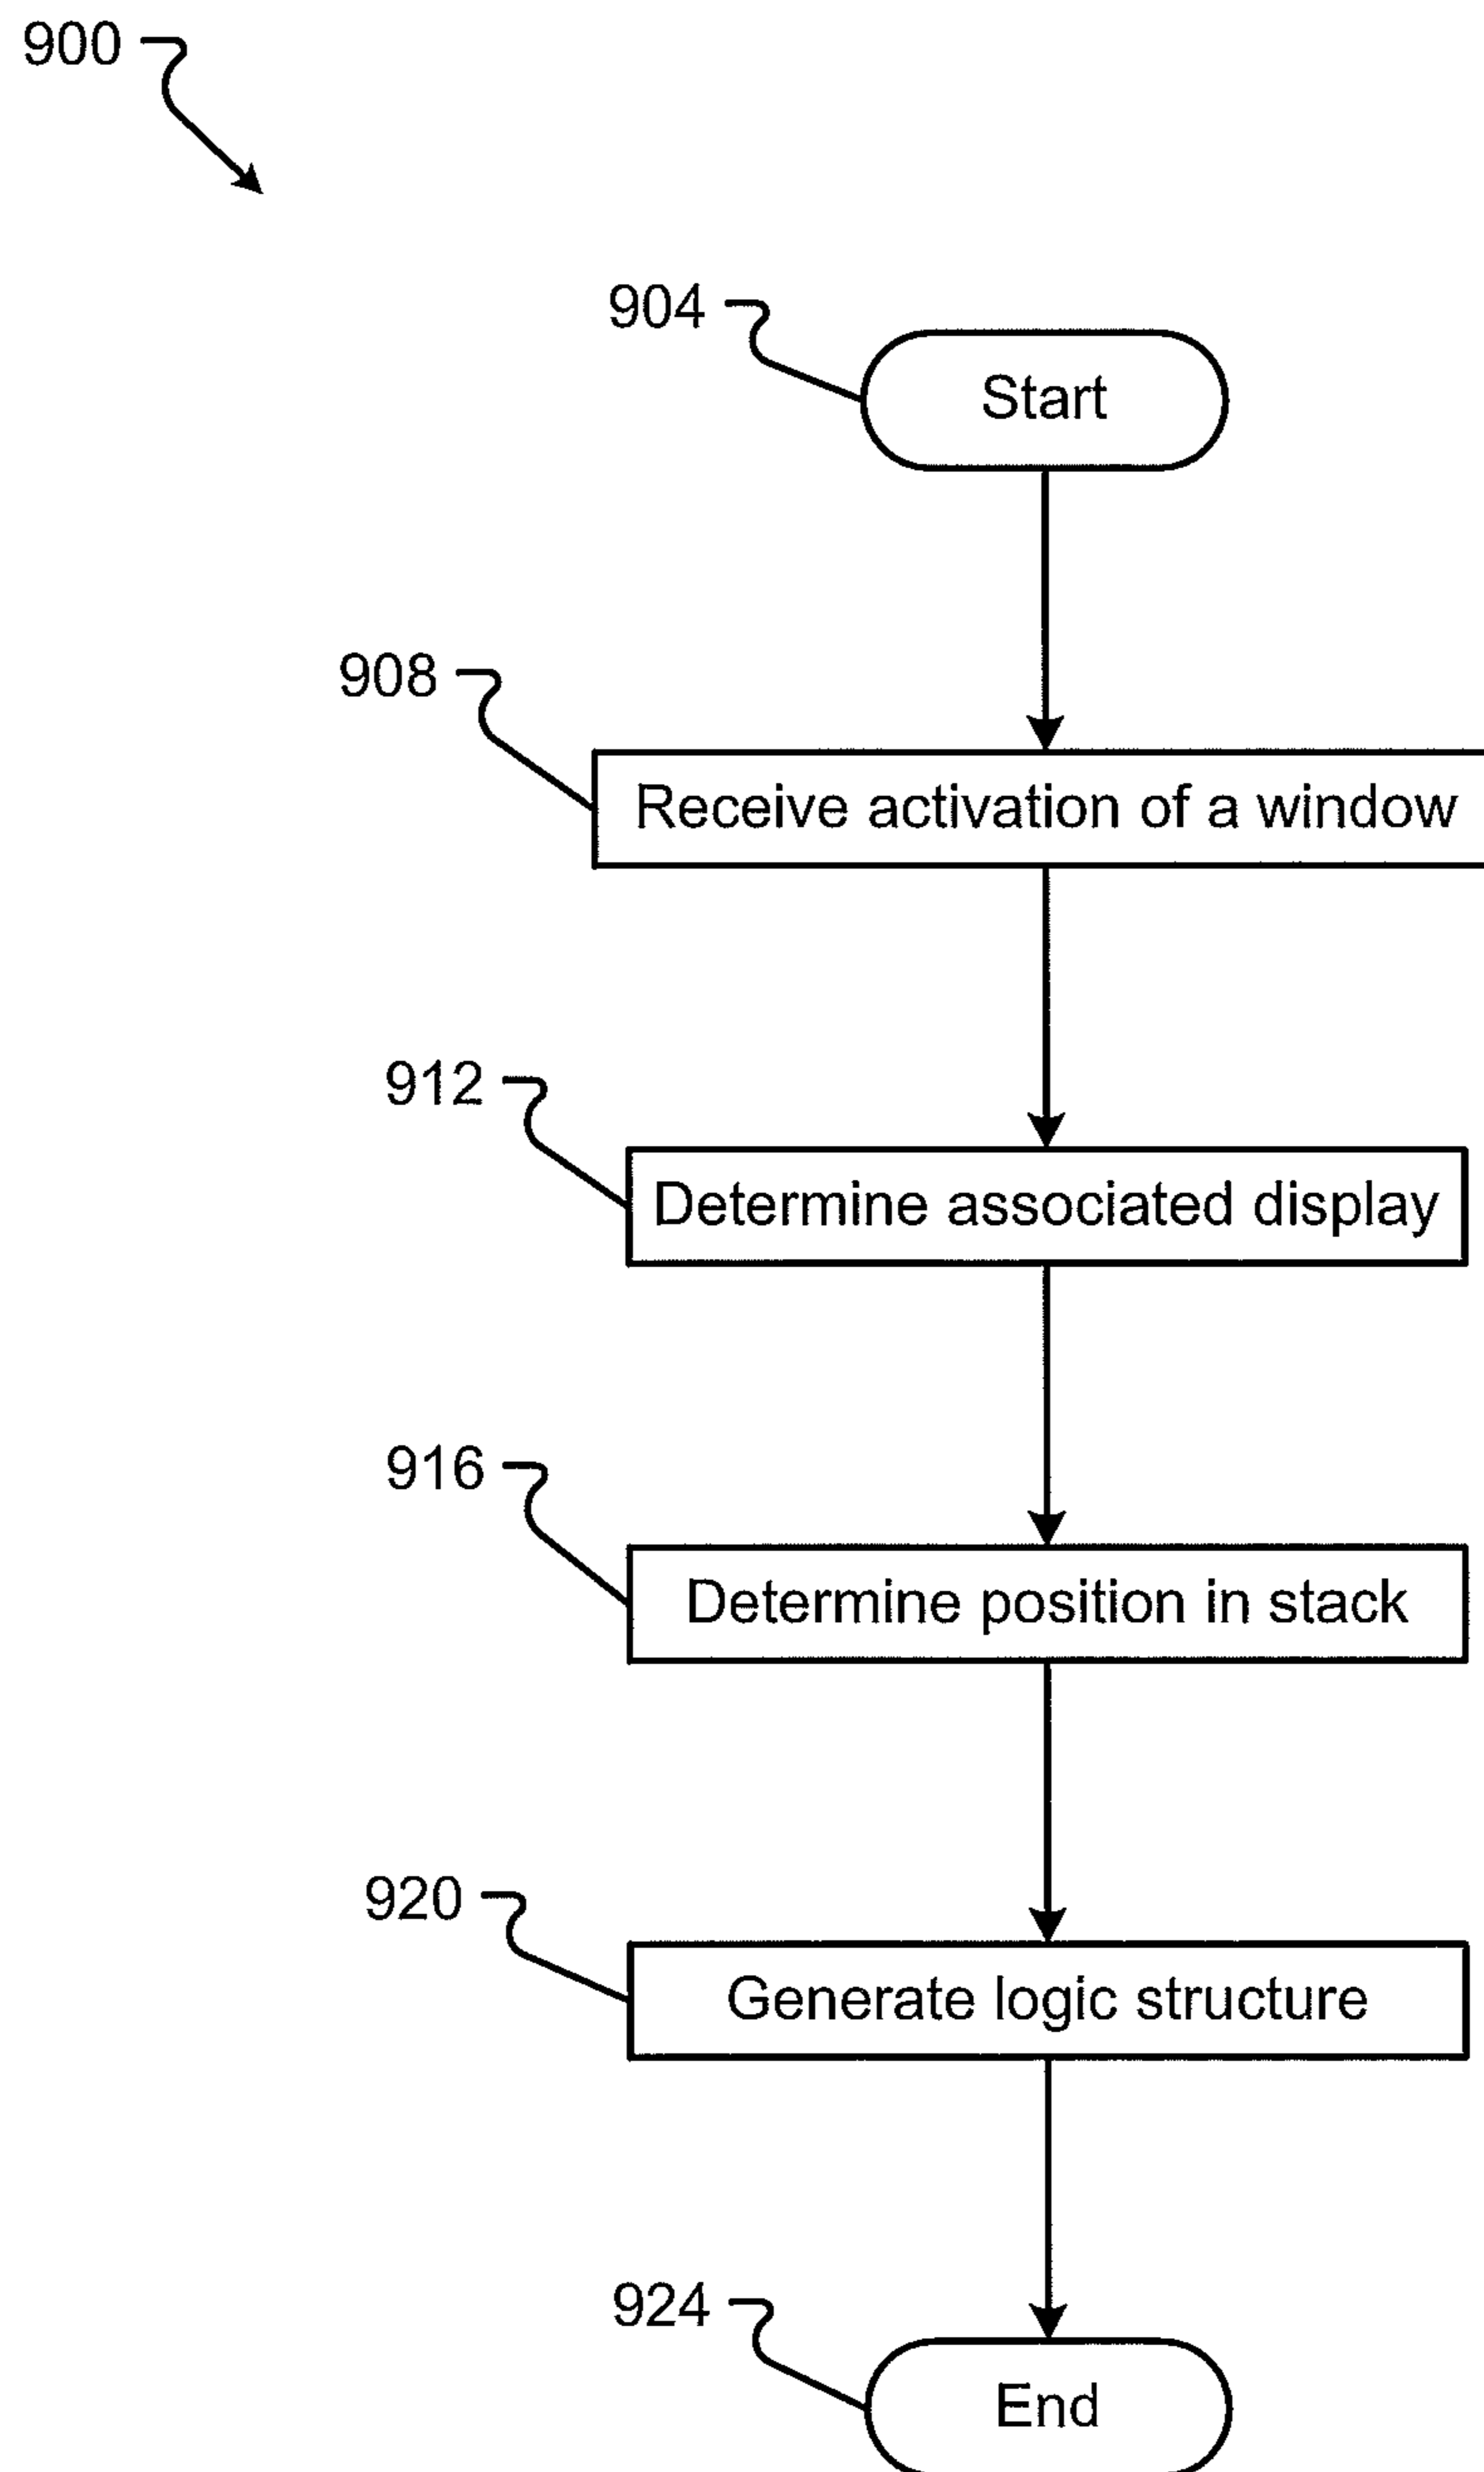 900
904
Start
908
Receive activation of a window
912
Determine associated display
916
Determine position in stack
920
Generate logic structure
924
End